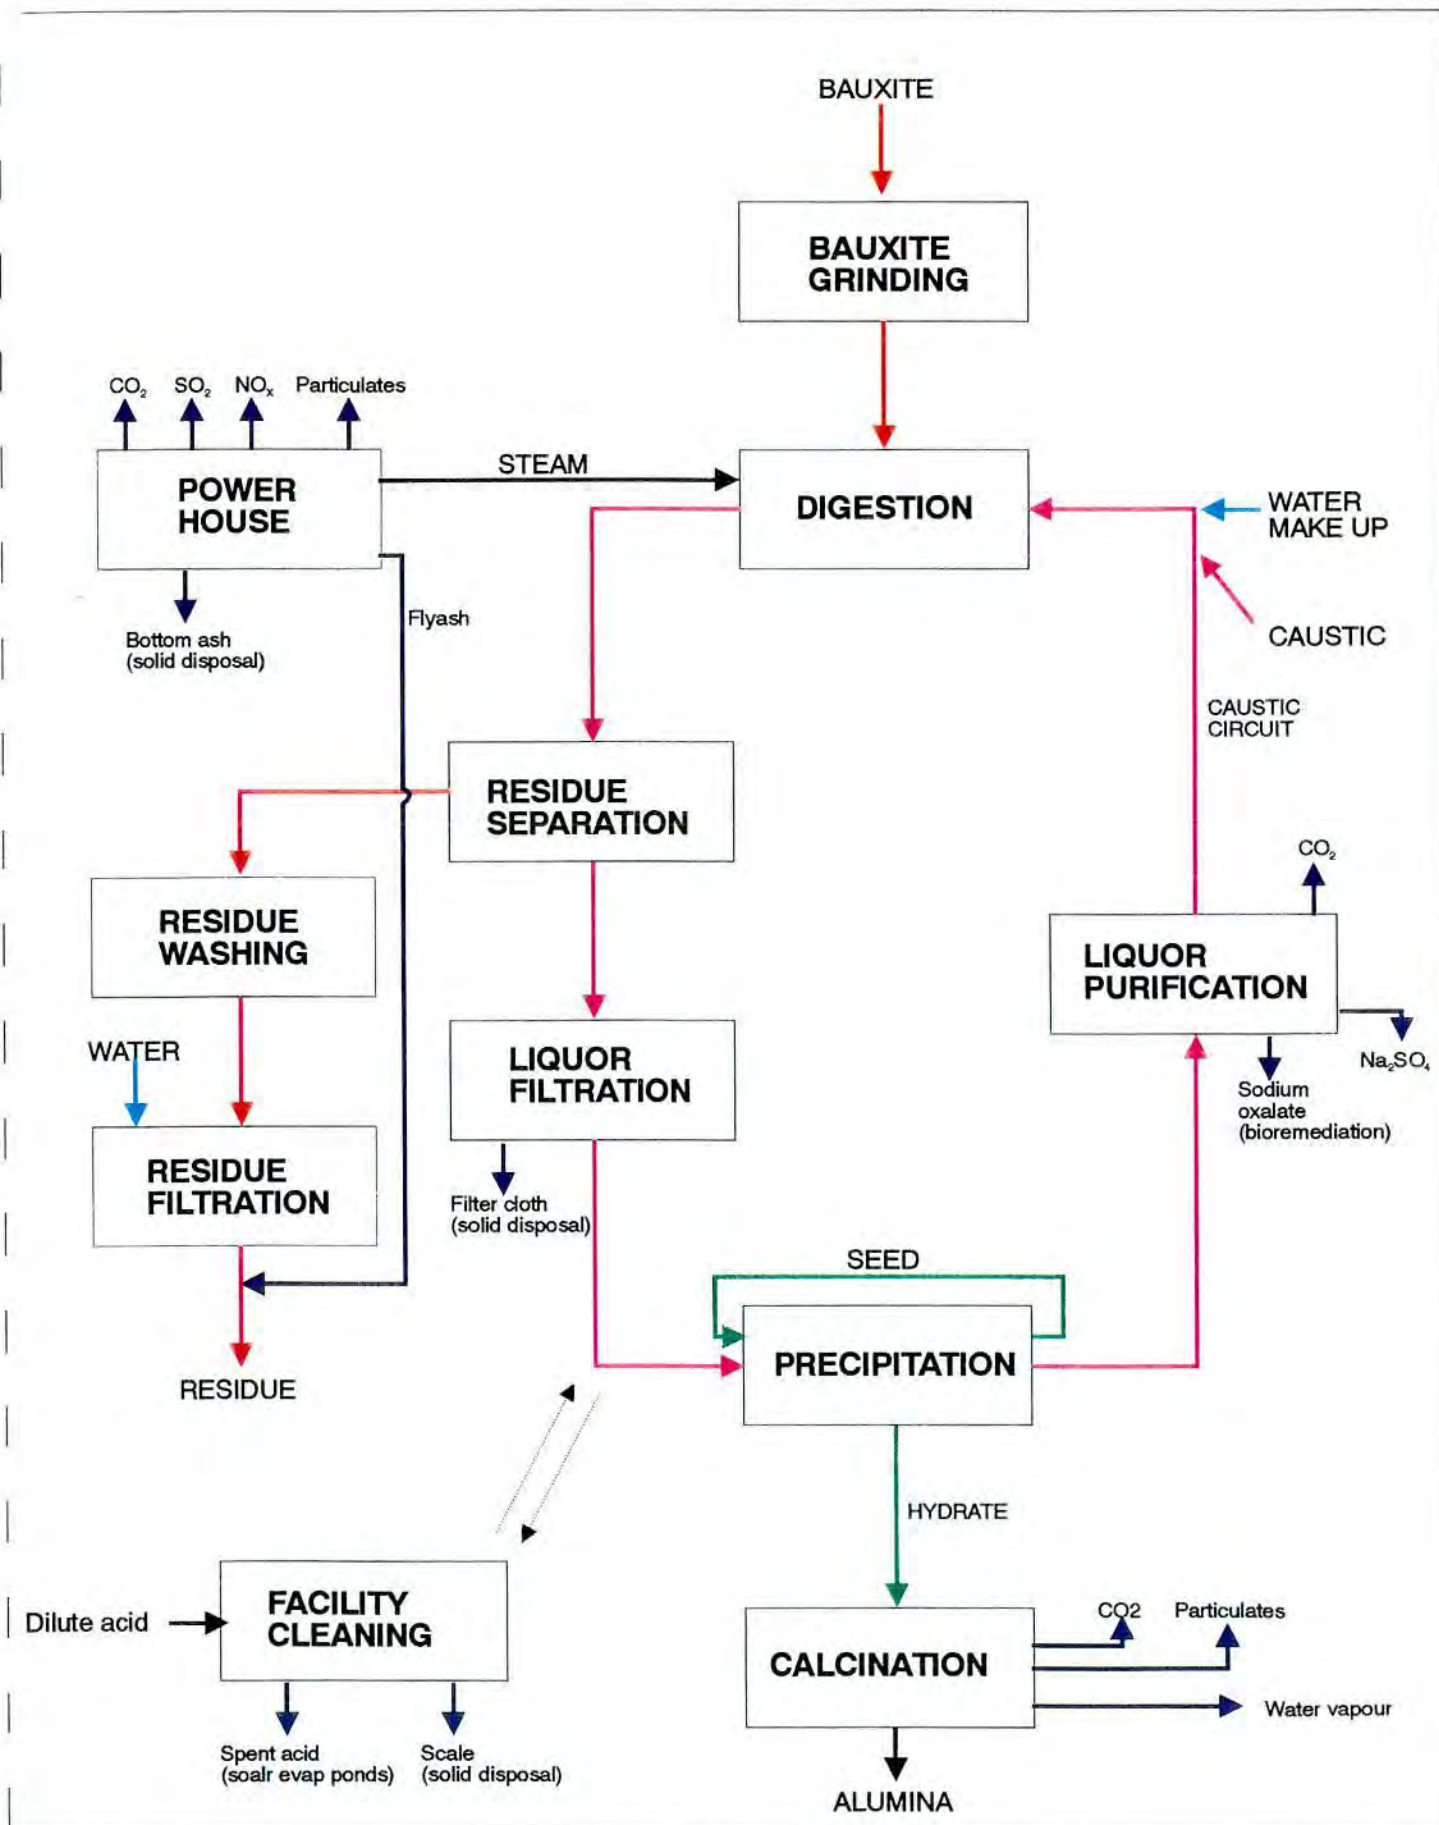 BAUXITE
BAUXITE
GRINDING
CO₂ SO₂ NOₓ Particulates
POWER
HOUSE
STEAM
DIGESTION
WATER
MAKE UP
Flyash
Bottom ash
(solid disposal)
CAUSTIC
CAUSTIC
CIRCUIT
RESIDUE
SEPARATION
CO₂
RESIDUE
WASHING
LIQUOR
PURIFICATION
WATER
LIQUOR
FILTRATION
Na₂SO₄
Sodium
oxalate
(bioremediation)
RESIDUE
FILTRATION
Filter cloth
(solid disposal)
SEED
PRECIPITATION
RESIDUE
HYDRATE
Dilute acid
FACILITY
CLEANING
CO2 Particulates
CALCINATION
Water vapour
Spent acid
(soalr evap ponds)
Scale
(solid disposal)
ALUMINA